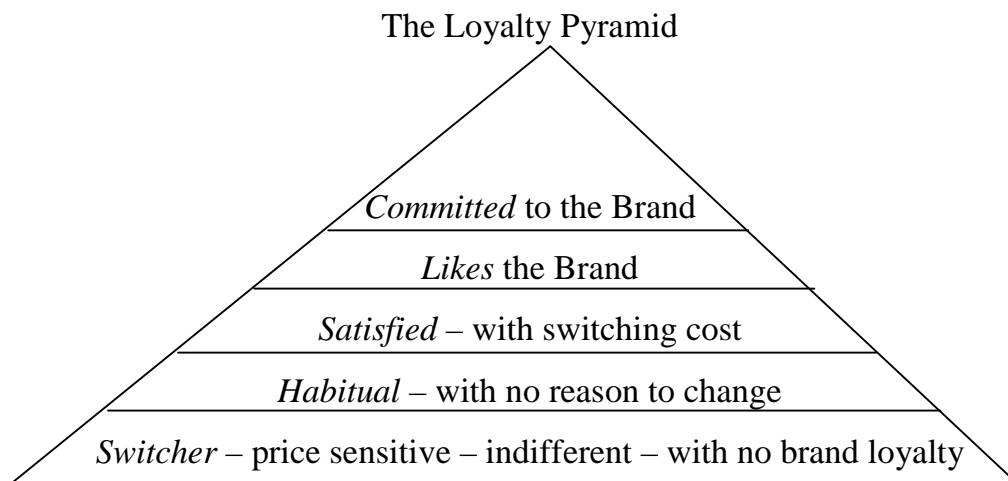 The Loyalty Pyramid
Committed to the Brand
Likes the Brand
Satisfied – with switching cost
Habitual – with no reason to change
Switcher – price sensitive – indifferent – with no brand loyalty